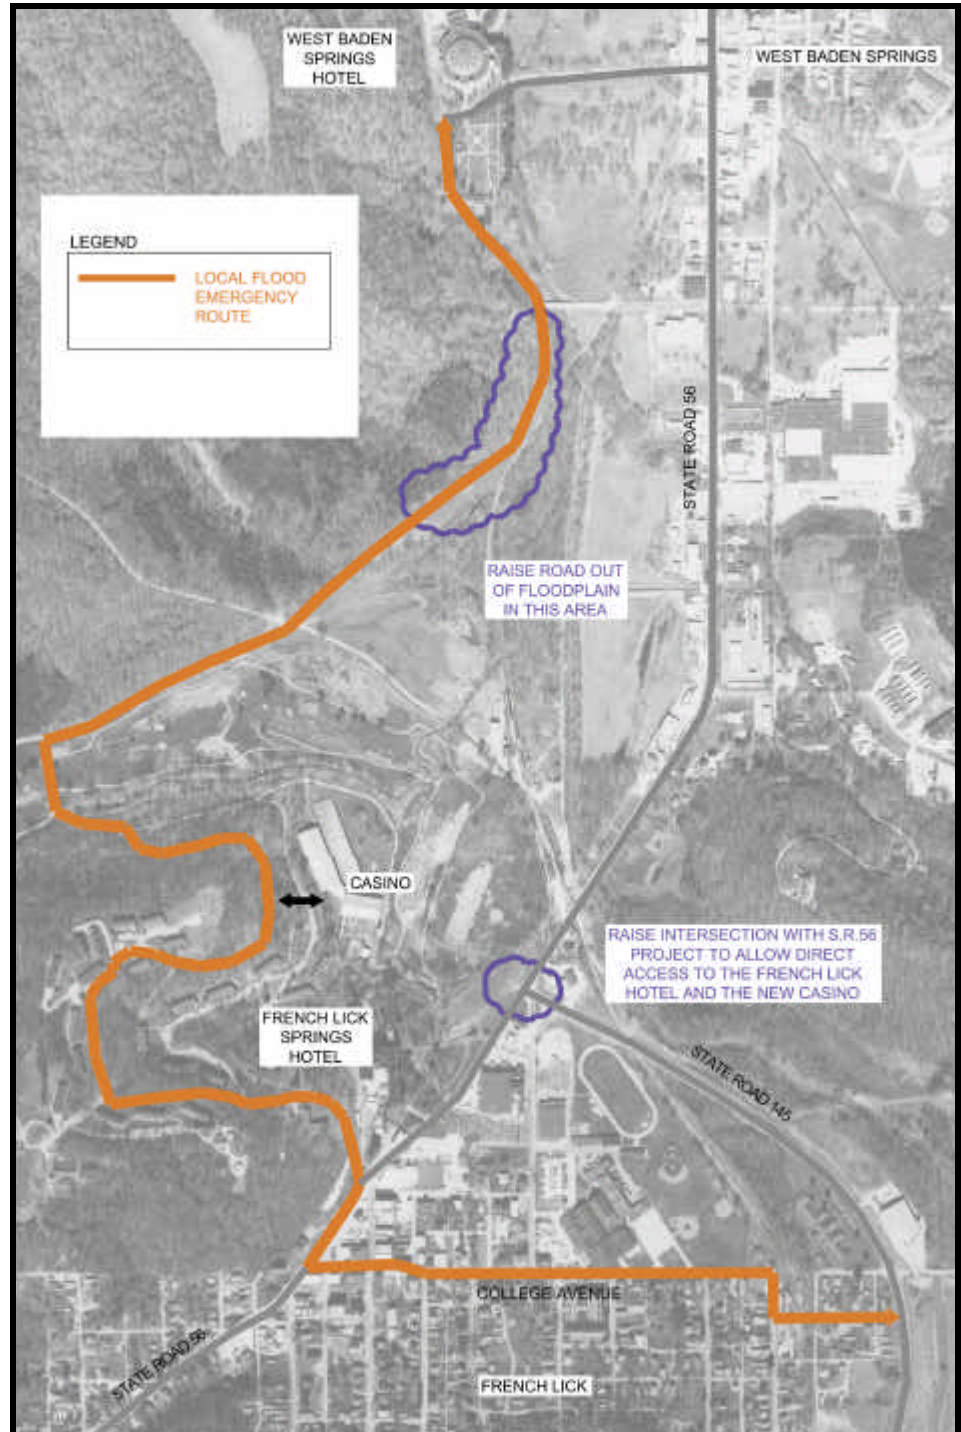 WEST BADEN
SPRINGS
HOTEL
WEST BADEN SPRINGS
LEGEND
LOCAL FLOOD
EMERGENCY
ROUTE
STATE ROAD 56
RAISE ROAD OUT
OF FLOODPLAIN
IN THIS AREA
CASINO
RAISE INTERSECTION WITH S.R.56
PROJECT TO ALLOW DIRECT
ACCESS TO THE FRENCH LICK
HOTEL AND THE NEW CASINO
FRENCH LICK
SPRINGS
HOTEL
STATE ROAD 145
COLLEGE AVENUE
STATE ROAD 56
FRENCH LICK